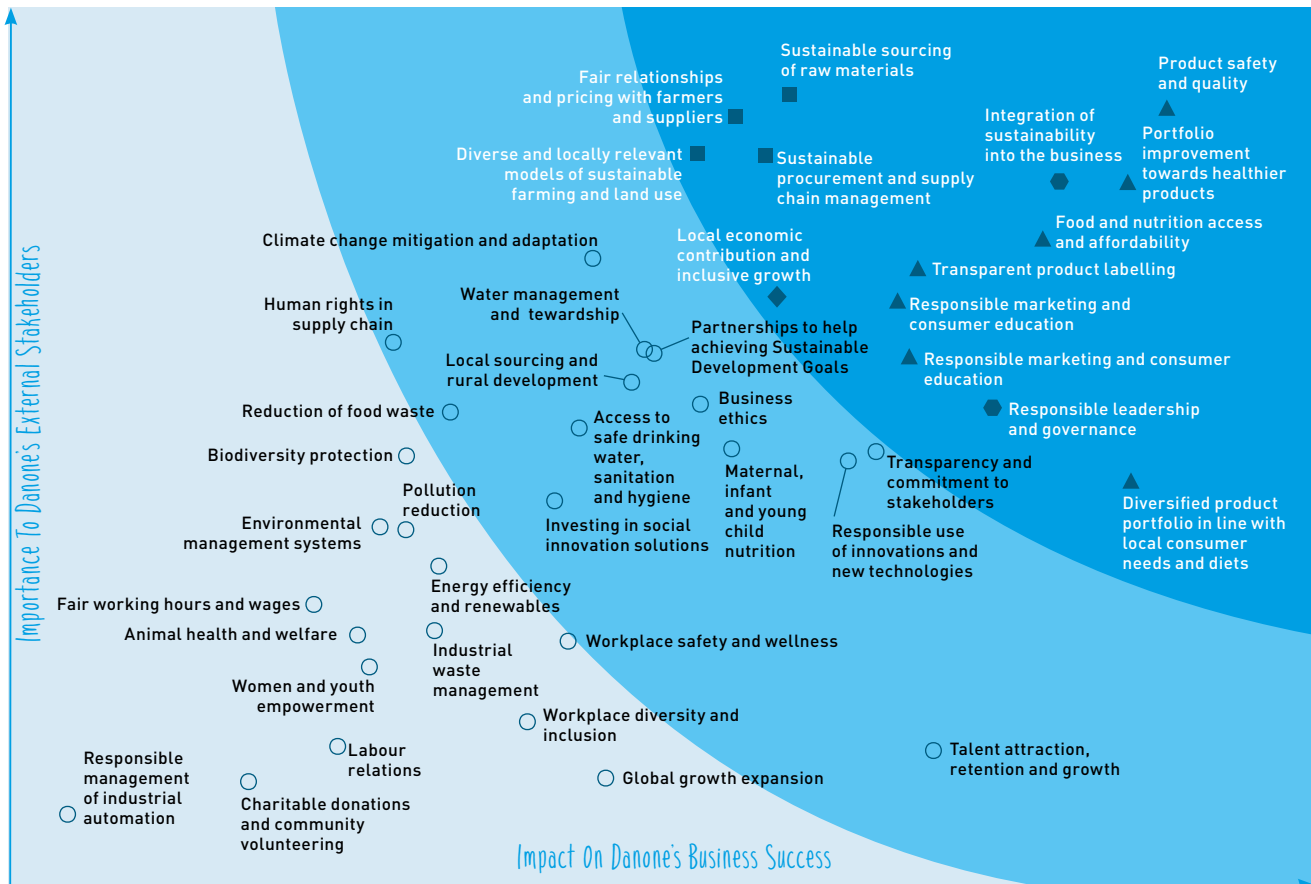 Importance To Danone's External Stakeholders
Sustainable sourcing
of raw materials
Product safety
and quality
Fair relationships
and pricing with farmers
and suppliers
Integration of
sustainability
into the business
Portfolio
improvement
towards healthier
products
Diverse and locally relevant
models of sustainable
farming and land use
Sustainable
procurement and supply
chain management
Food and nutrition access
and affordability
Climate change mitigation and adaptation
Local economic
contribution and
inclusive growth
Transparent product labelling
Human rights in
supply chain
Water management
and tewardship
Partnerships to help
achieving Sustainable
Development Goals
Responsible marketing and
consumer education
Local sourcing and
rural development
Responsible marketing and consumer
education
Reduction of food waste
Access to
safe drinking
water,
sanitation
and hygiene
Business
ethics
Responsible leadership
and governance
Biodiversity protection
Maternal,
infant
and young
child
nutrition
Transparency and
commitment to
stakeholders
Pollution
reduction
Environmental
management systems
Investing in social
innovation solutions
Responsible use
of innovations and
new technologies
Diversified product
portfolio in line with
local consumer
needs and diets
Energy efficiency
and renewables
Fair working hours and wages
Animal health and welfare
Industrial
waste
management
Workplace safety and wellness
Women and youth
empowerment
Workplace diversity and
inclusion
Labour
relations
Talent attraction,
retention and growth
Responsible
management
of industrial
automation
Charitable donations
and community
volunteering
Global growth expansion
Impact On Danone's Business Success